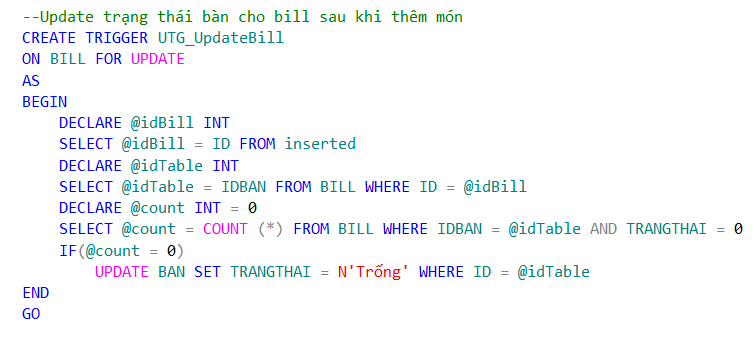 --Update trạng thái bàn cho bill sau khi thêm món
CREATE TRIGGER UTG_UpdateBill
ON BILL FOR UPDATE
AS
BEGIN
    DECLARE @idBill INT
    SELECT @idBill = ID FROM inserted
    DECLARE @idTable INT
    SELECT @idTable = IDBAN FROM BILL WHERE ID = @idBill
    DECLARE @count INT = 0
    SELECT @count = COUNT (*) FROM BILL WHERE IDBAN = @idTable AND TRANGTHAI = 0
    IF(@count = 0)
        UPDATE BAN SET TRANGTHAI = N'Trống' WHERE ID = @idTable
END
GO